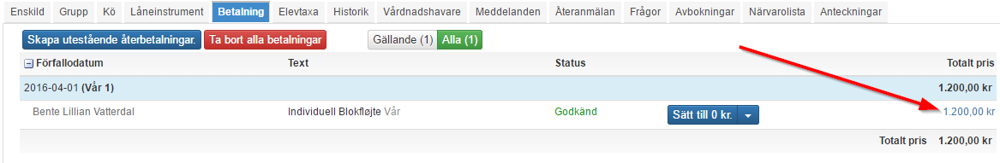 Enskild Grupp Kö Låneinstrument Betalning Elevtaxa Historik Vårdnadshavare Meddelanden Återanmälan Frågor Avbokningar Närvarolista Anteckningar
Skapa utestående återbetalningar. Ta bort alla betalningar Gällande (1) Alla (1)
Förfallodatum Text Status Totalt pris
2016-04-01 (Vår 1) 1.200,00 kr
Bente Lillian Vatterdal Individuell Blokfløjte Vår Godkänd Sätt till 0 kr. 1.200,00 kr
Totalt pris 1.200,00 kr